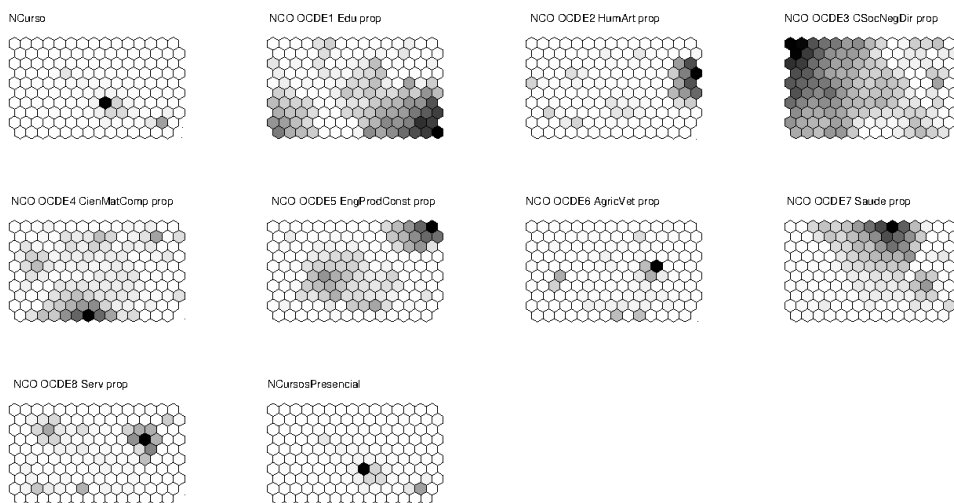 NCurso
NCO OCDE1 Edu prop
NCO OCDE2 HumArt prop
NCO OCDE3 CSocNegDir prop
NCO OCDE4 CienMatComp prop
NCO OCDE5 EngProdConst prop
NCO OCDE6 AgricVet prop
NCO OCDE7 Saude prop
NCO OCDE8 Serv prop
NCursosPresencial